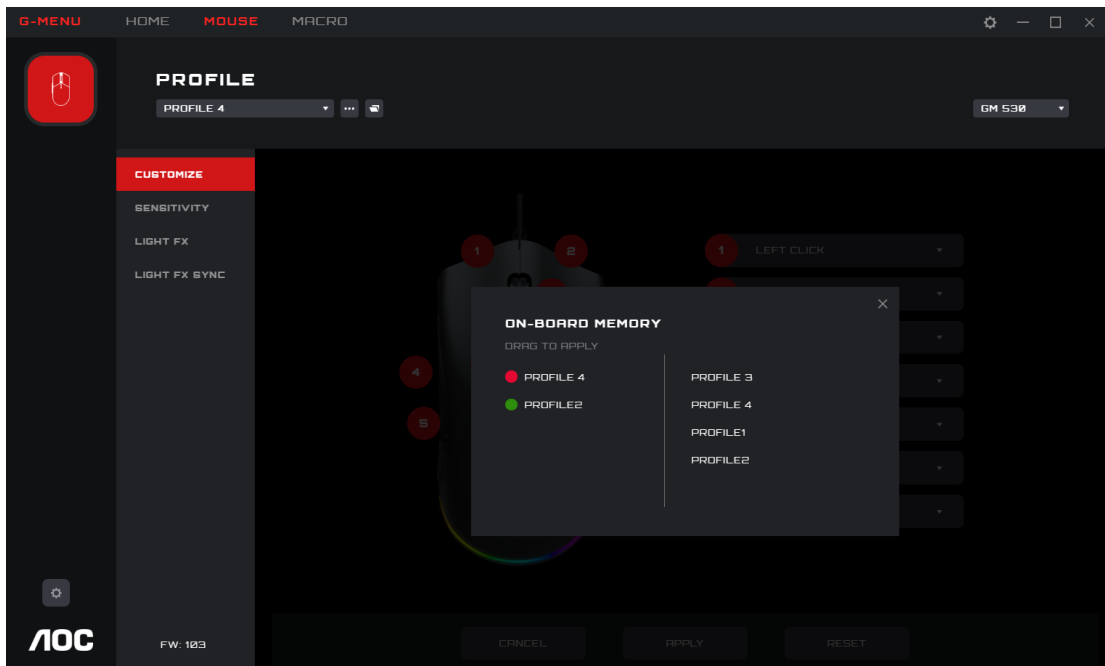 G-MENU HOME MOUSE MACRO
PROFILE
PROFILE 4
GM 530
CUSTOMIZE
SENSITIVITY
LIGHT FX
LIGHT FX SYNC
1 2
1 LEFT CLICK
4
5
ON-BOARD MEMORY
DRAG TO APPLY
PROFILE 4 PROFILE 3
PROFILE2 PROFILE 4
PROFILE1
PROFILE2
AOC
FW: 103
CANCEL APPLY RESET